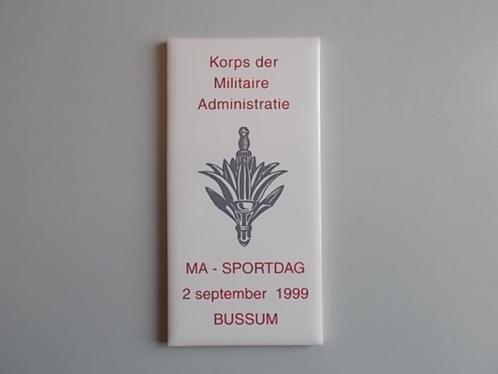 Korps der
Militaire
Administratie
MA - SPORTDAG
2 september 1999
BUSSUM